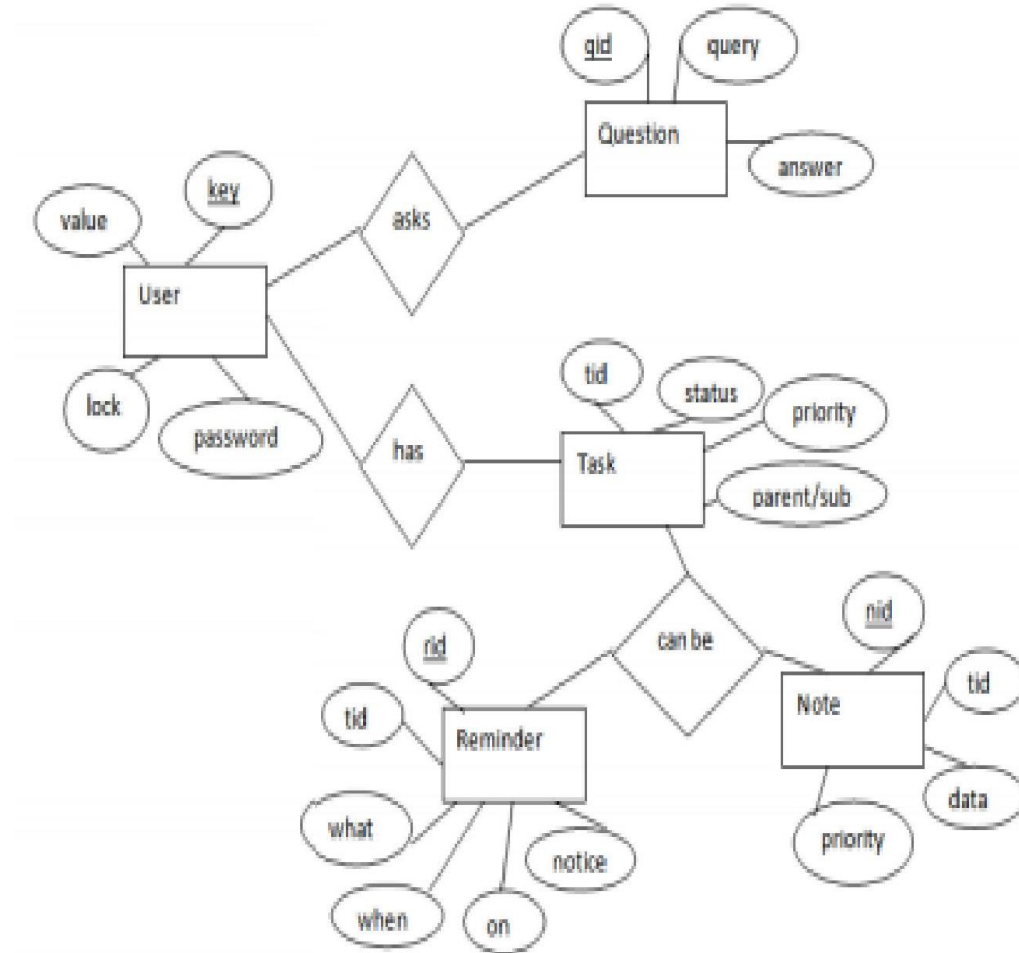 qid
query
Question
answer
key
value
asks
User
lock
password
tid
status
priority
has
Task
parent/sub
can be
nid
rid
tid
tid
Note
Reminder
data
what
priority
notice
when
on